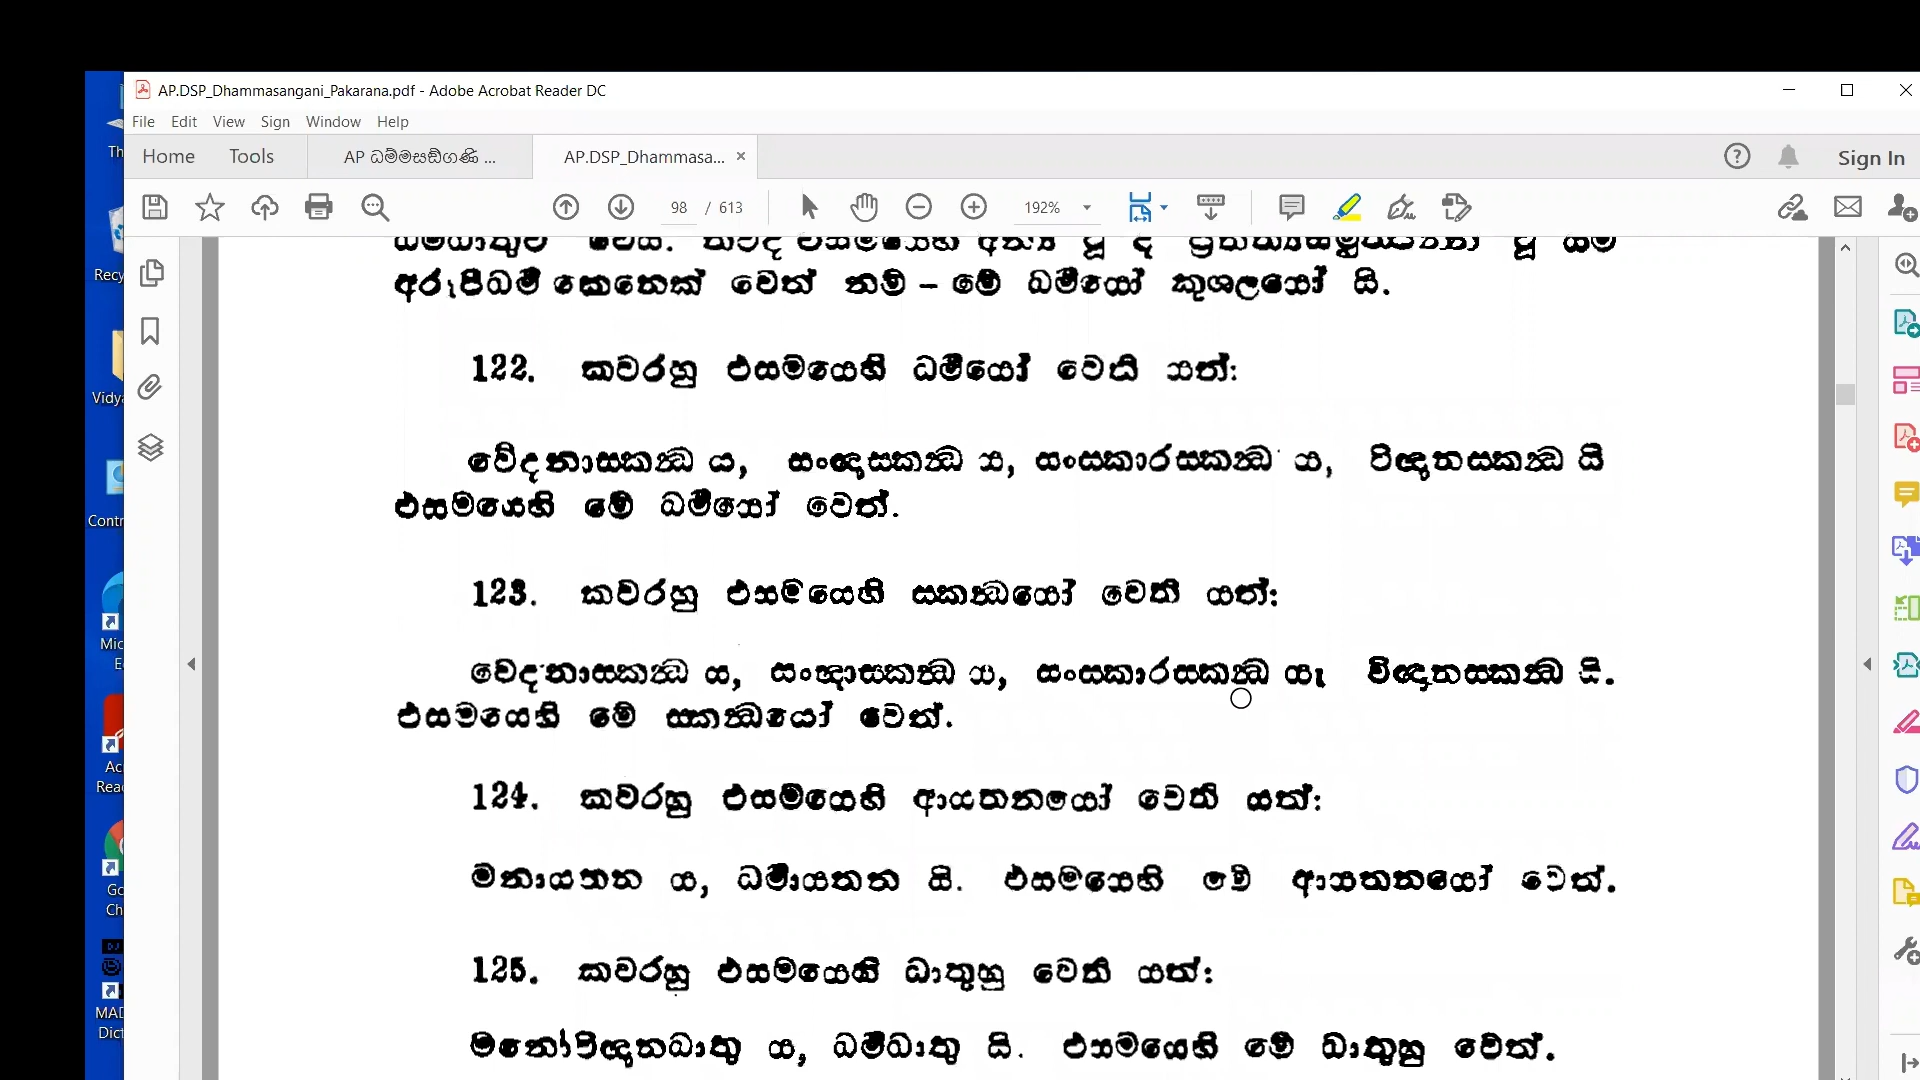 AP.DSP_Dhammasangani_Pakarana.pdf - Adobe Acrobat Reader DC
File Edit View Sign Window Help
Home Tools AP ධම්මසඞ්ගණි ... AP.DSP_Dhammasa... Sign In
98 / 613 192%
අරූපීධර්‍ම කෙනෙක් වෙත් නම් – මේ ධර්‍මයෝ කුශලයෝ යි.
122. කවරහු එසමයෙහි ධර්‍මයෝ වෙති යත්:
වේදනාස්කන්‍ධ ය, සංඥාස්කන්‍ධ ය, සංස්කාරස්කන්‍ධ ය, විඥානස්කන්‍ධ යි
එසමයෙහි මේ ධර්‍මයෝ වෙත්.
123. කවරහු එසමයෙහි ස්කන්‍ධයෝ වෙති යත්:
වේදනාස්කන්‍ධ ය, සංඥාස්කන්‍ධ ය, සංස්කාරස්කන්‍ධ යැ විඥානස්කන්‍ධ යි.
එසමයෙහි මේ ස්කන්‍ධයෝ වෙත්.
124. කවරහු එසමයෙහි ආයතනයෝ වෙති යත්:
මනායතන ය, ධර්‍මායතන යි. එසමයෙහි මේ ආයතනයෝ වෙත්.
125. කවරහු එසමයෙහි ධාතුහු වෙති යත්:
මනෝවිඥානධාතු ය, ධර්‍මධාතු යි. එසමයෙහි මේ ධාතුහු වෙත්.